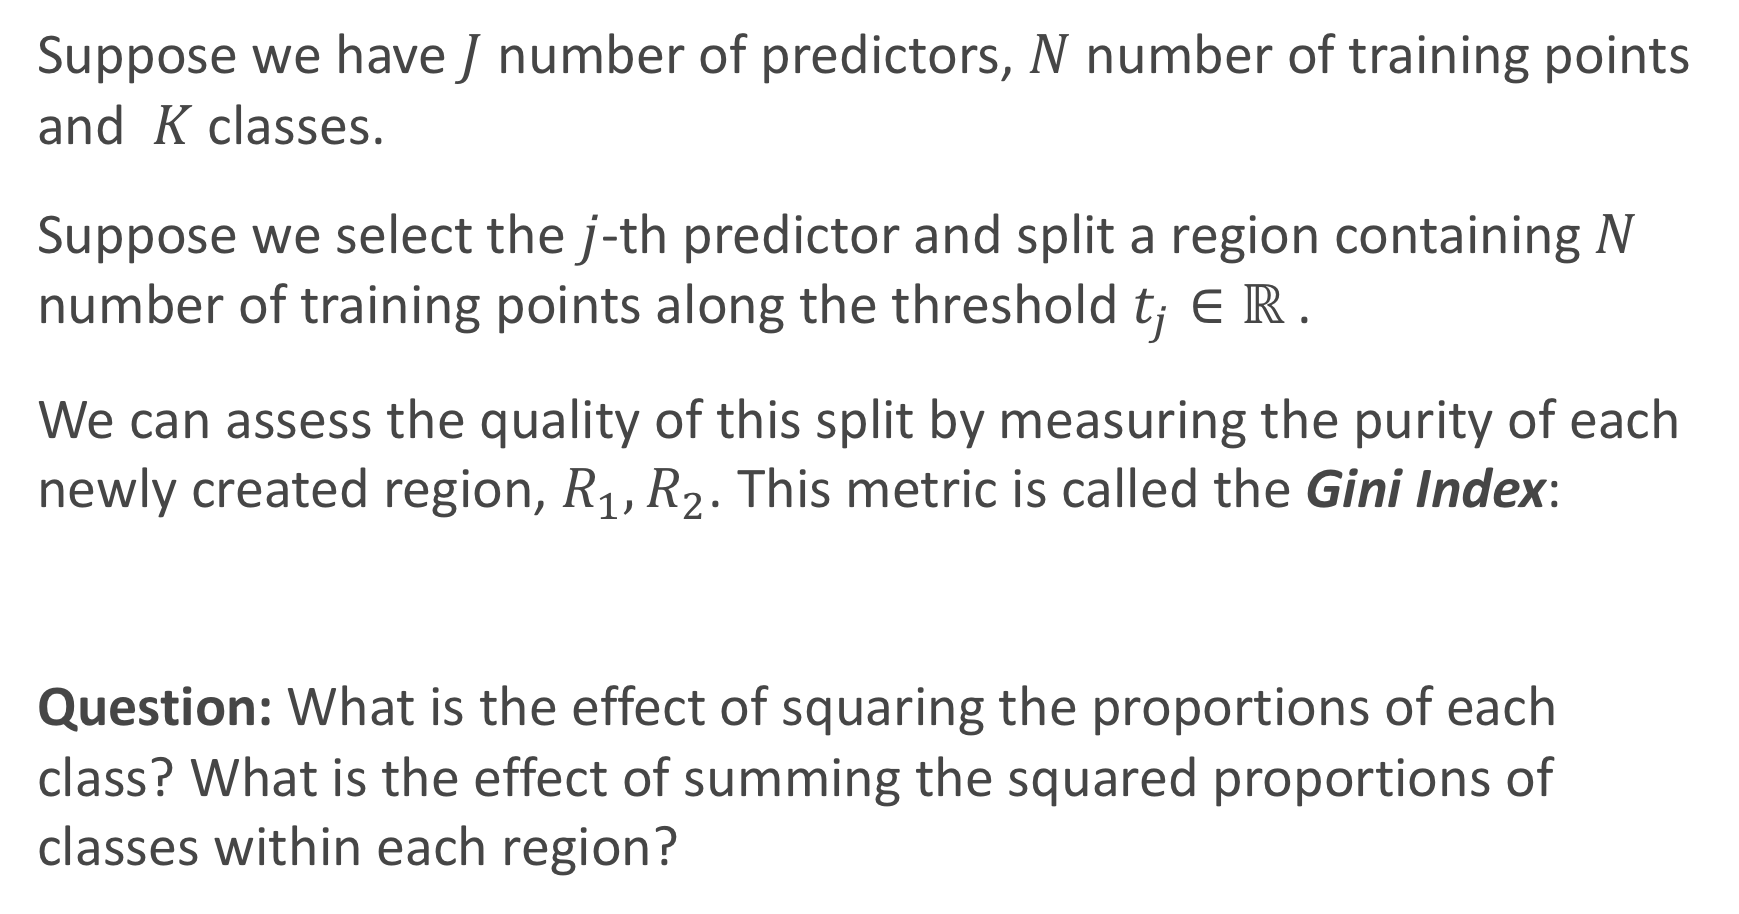 Suppose we have J number of predictors, N number of training points
and K classes.
Suppose we select the j-th predictor and split a region containing N
number of training points along the threshold tⱼ ∈ ℝ .
We can assess the quality of this split by measuring the purity of each
newly created region, R₁, R₂. This metric is called the Gini Index:
Question: What is the effect of squaring the proportions of each
class? What is the effect of summing the squared proportions of
classes within each region?